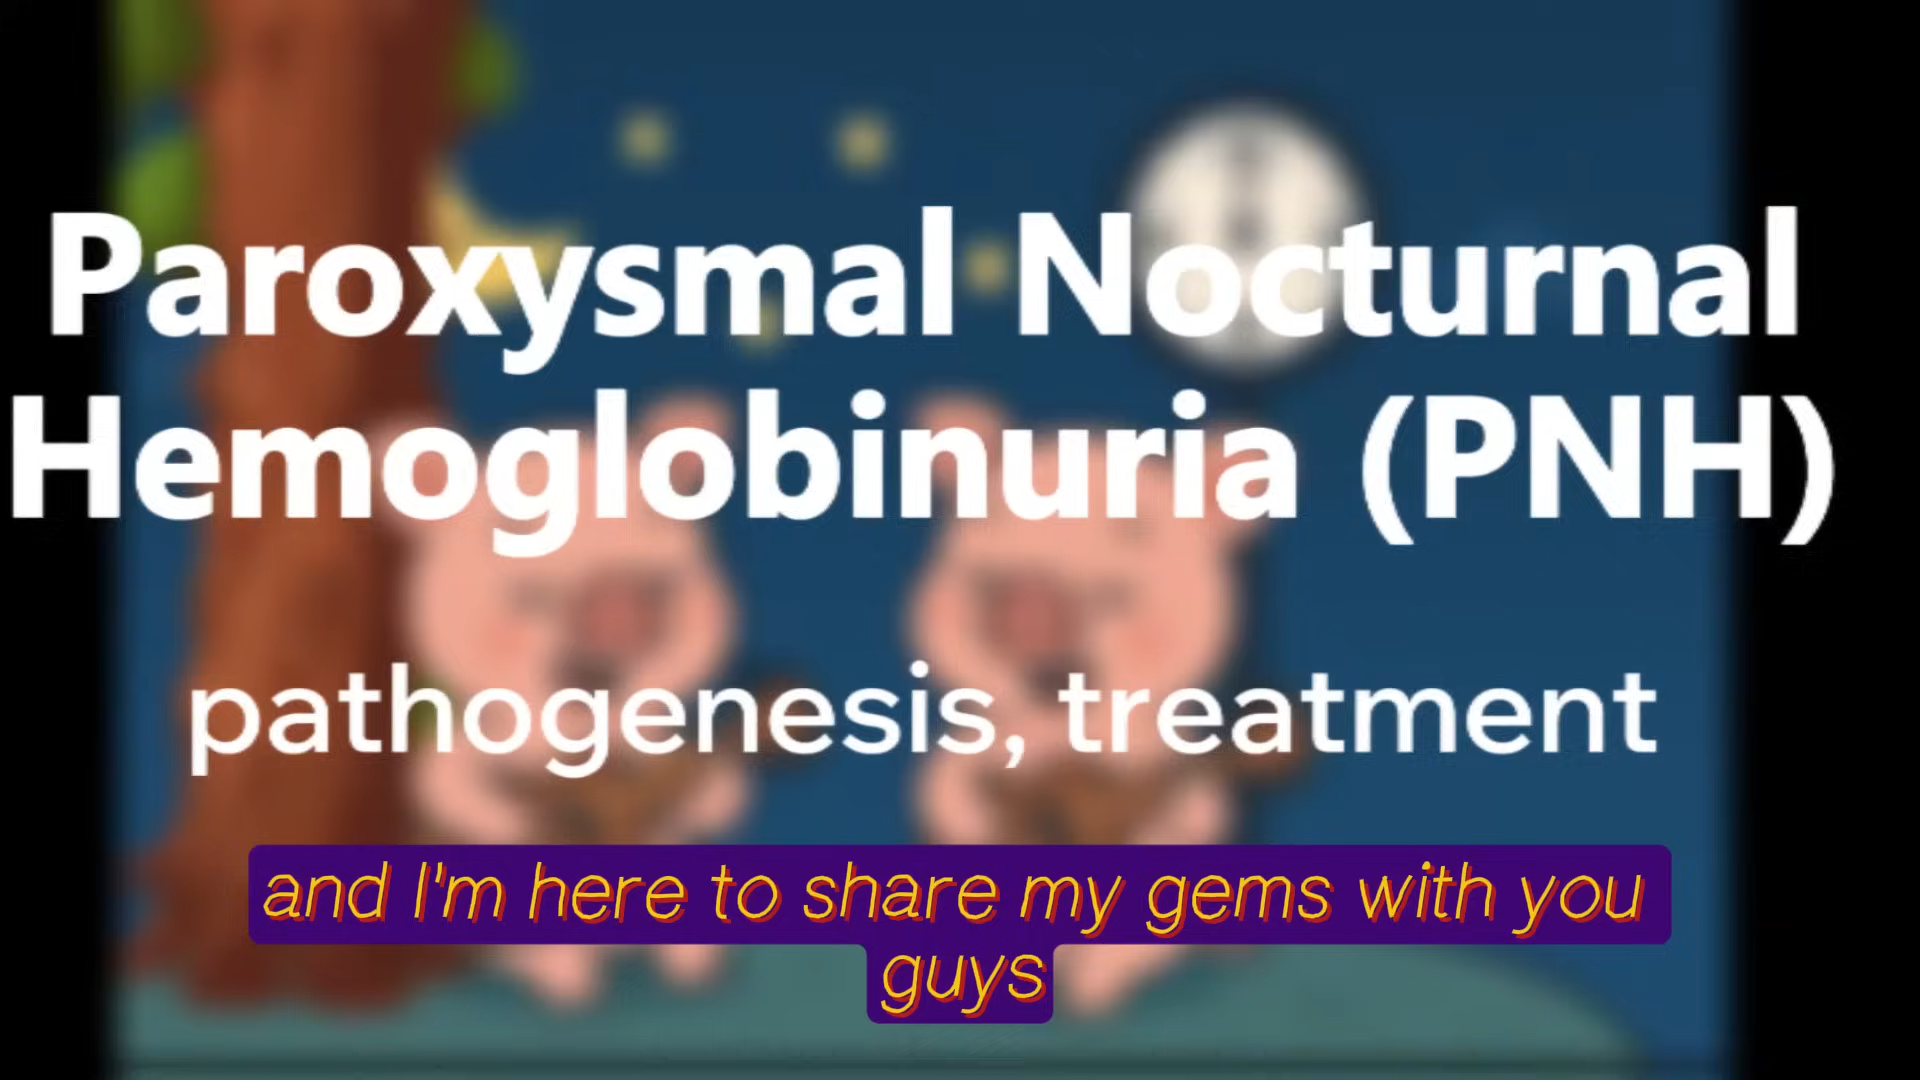 Paroxysmal Nocturnal
Hemoglobinuria (PNH)
pathogenesis, treatment
and I'm here to share my gems with you
guys